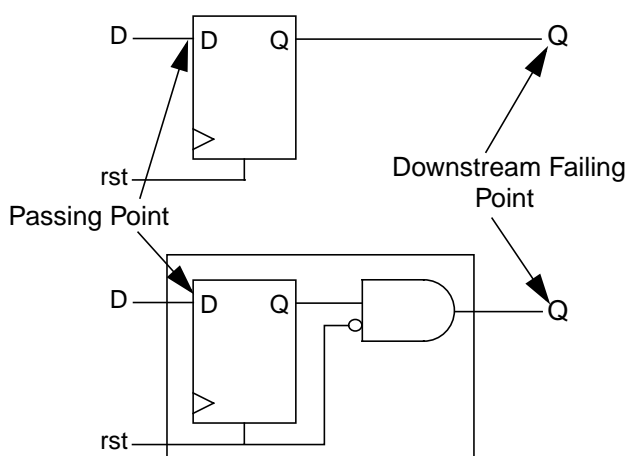 D
D
Q
Q
rst
Downstream Failing
Point
Passing Point
D
D
Q
Q
rst